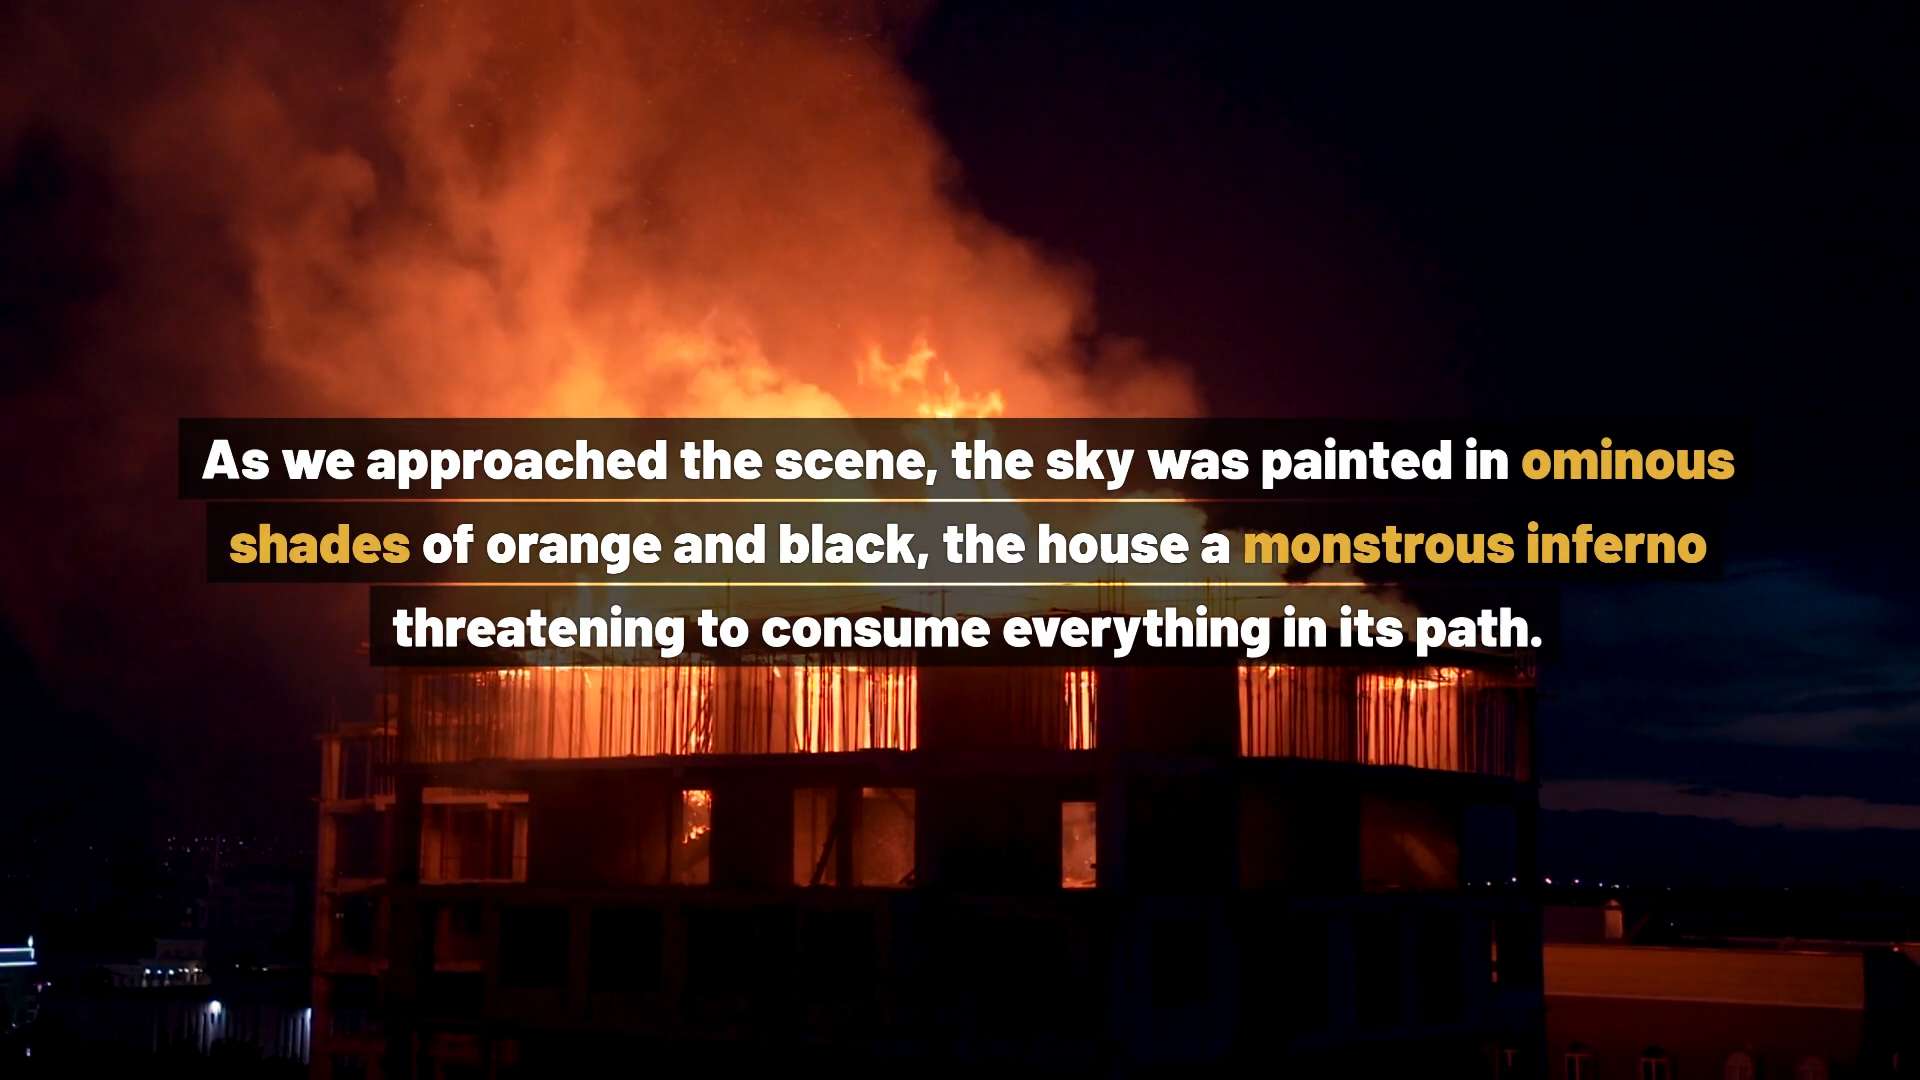 As we approached the scene, the sky was painted in ominous
shades of orange and black, the house a monstrous inferno
threatening to consume everything in its path.